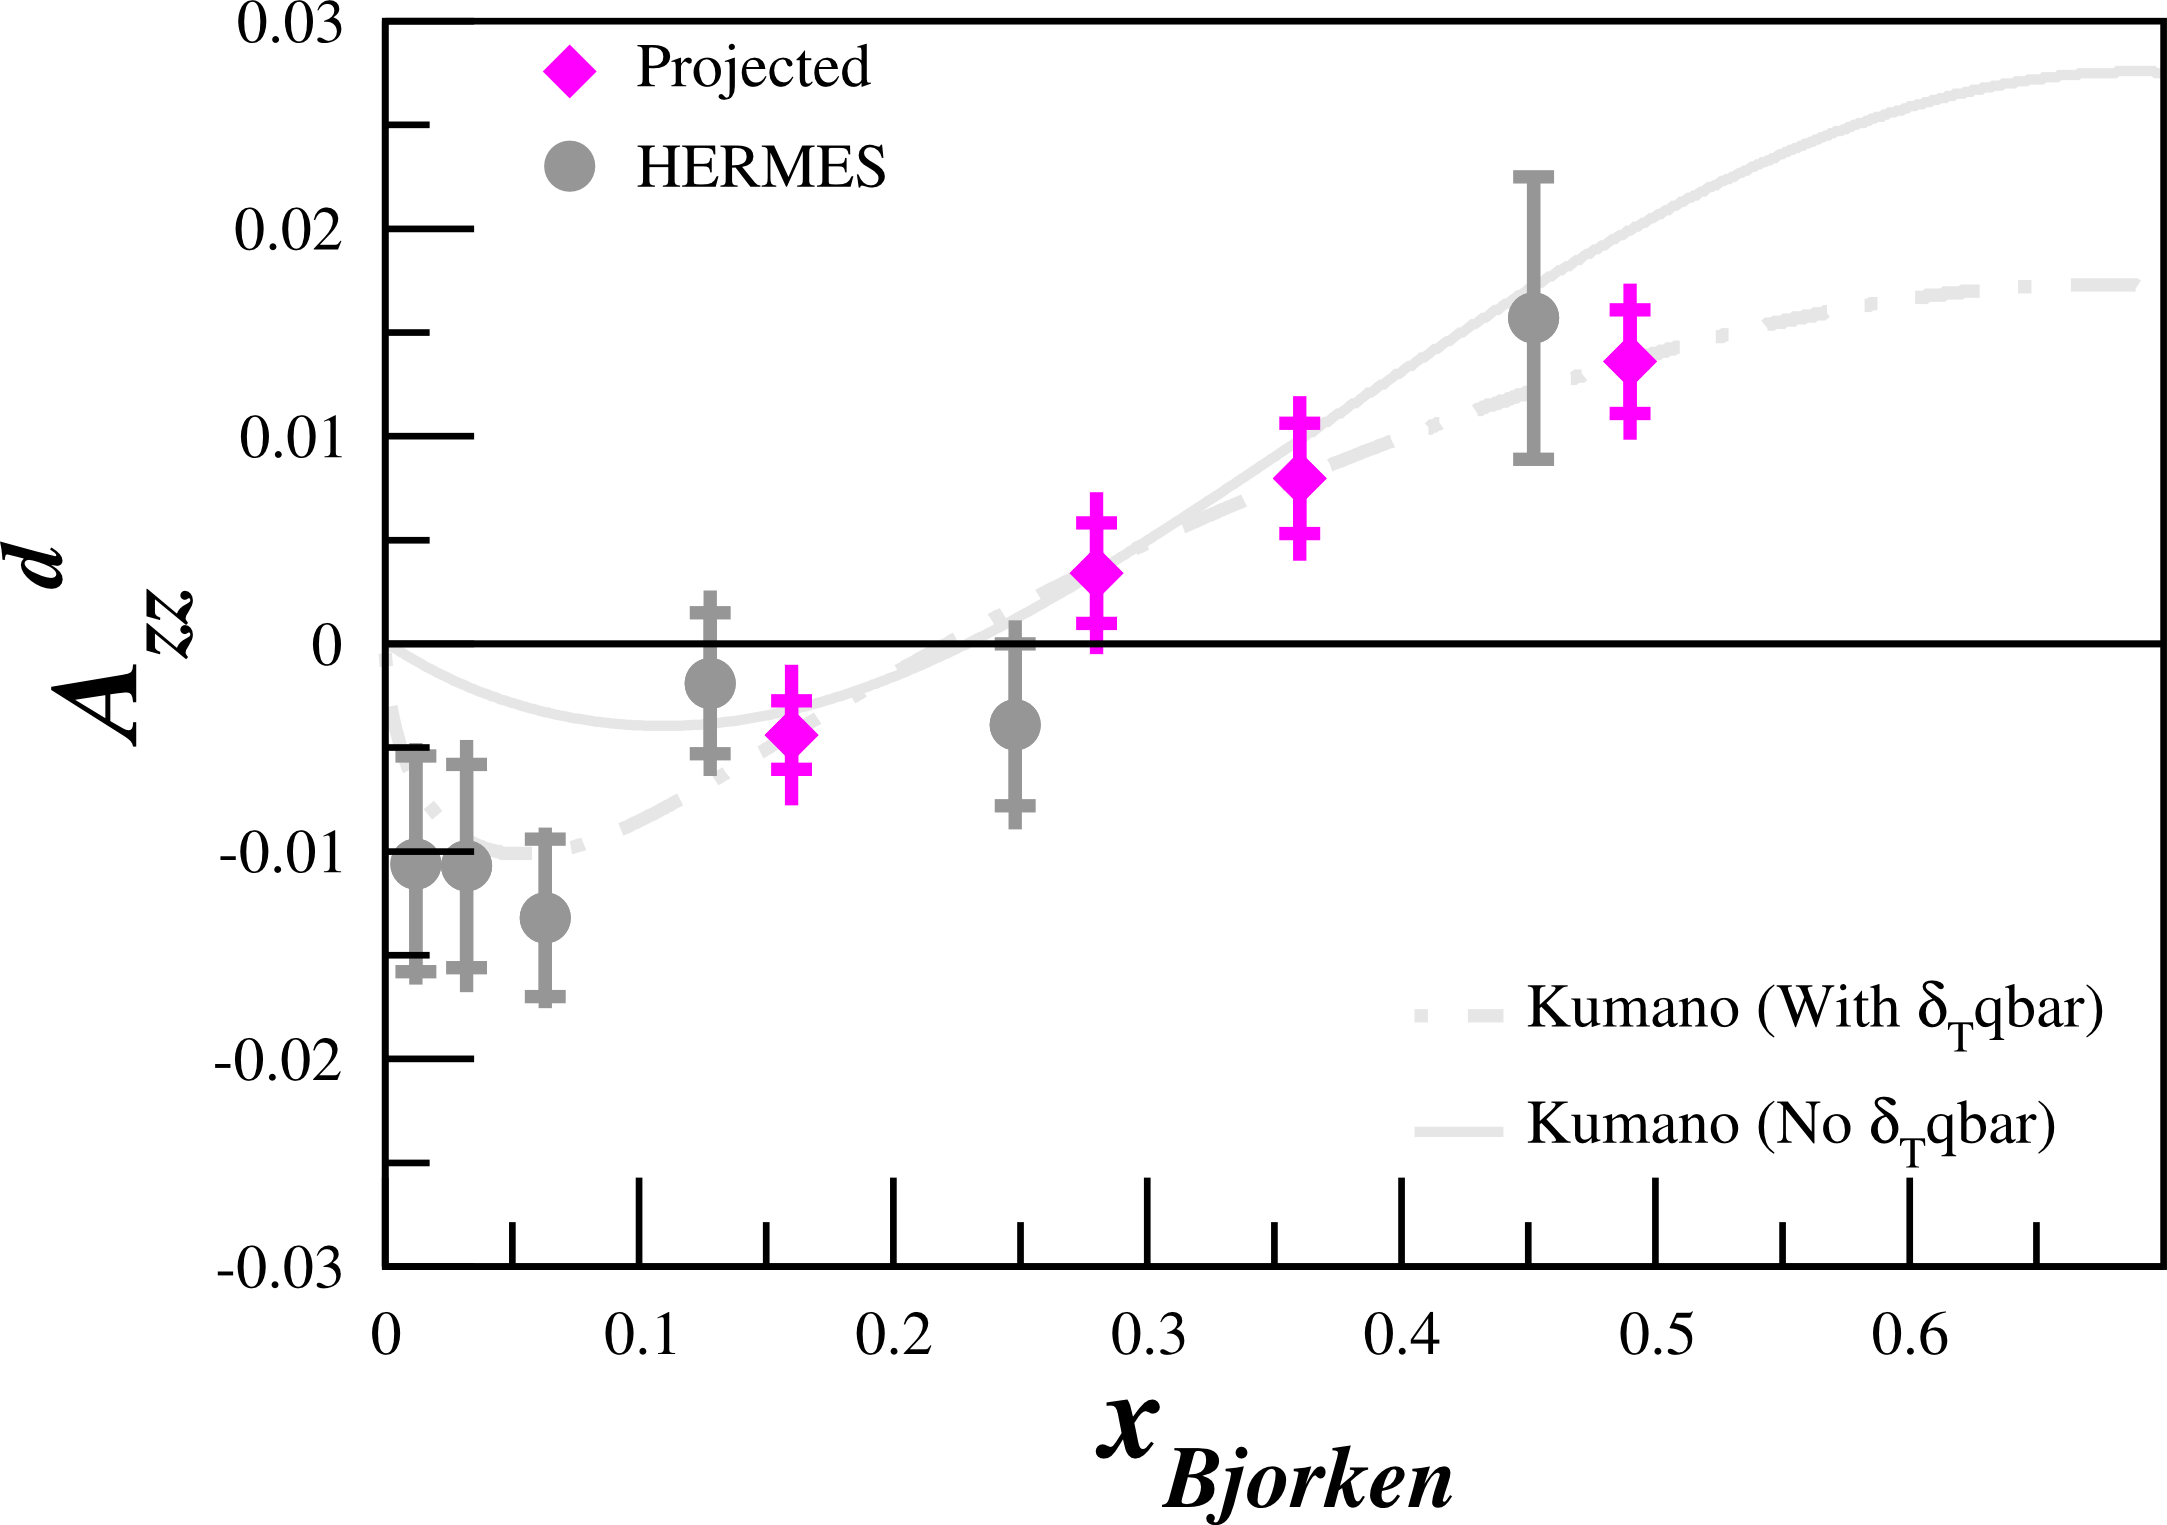 0.03
0.02
0.01
0
-0.01
-0.02
-0.03
A_zz^d
Projected
HERMES
Kumano (With δ_Tqbar)
Kumano (No δ_Tqbar)
0 0.1 0.2 0.3 0.4 0.5 0.6
x_Bjorken